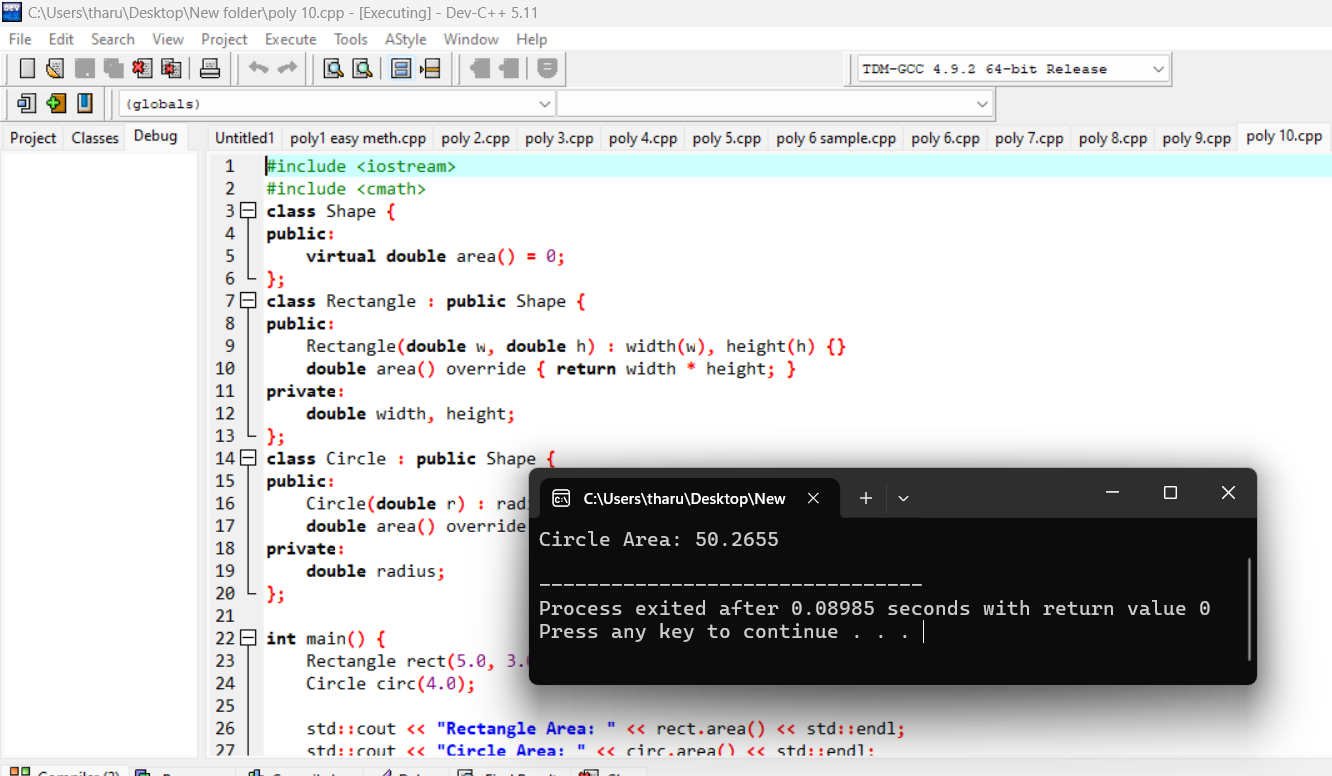 C:\Users\tharu\Desktop\New folder\poly 10.cpp - [Executing] - Dev-C++ 5.11
File Edit Search View Project Execute Tools AStyle Window Help
TDM-GCC 4.9.2 64-bit Release
(globals)
Project Classes Debug Untitled1 poly1 easy meth.cpp poly 2.cpp poly 3.cpp poly 4.cpp poly 5.cpp poly 6 sample.cpp poly 6.cpp poly 7.cpp poly 8.cpp poly 9.cpp poly 10.cpp
1 #include <iostream>
2 #include <cmath>
3 class Shape {
4 public:
5 virtual double area() = 0;
6 };
7 class Rectangle : public Shape {
8 public:
9 Rectangle(double w, double h) : width(w), height(h) {}
10 double area() override { return width * height; }
11 private:
12 double width, height;
13 };
14 class Circle : public Shape {
15 public:
16 Circle(double r) : rad
17 double area() override
18 private:
19 double radius;
20 };
21
22 int main() {
23 Rectangle rect(5.0, 3.
24 Circle circ(4.0);
25
26 std::cout << "Rectangle Area: " << rect.area() << std::endl;
27 std::cout << "Circle Area: " << circ.area() << std::endl;
C:\Users\tharu\Desktop\New
Circle Area: 50.2655
--------------------------------
Process exited after 0.08985 seconds with return value 0
Press any key to continue . . .